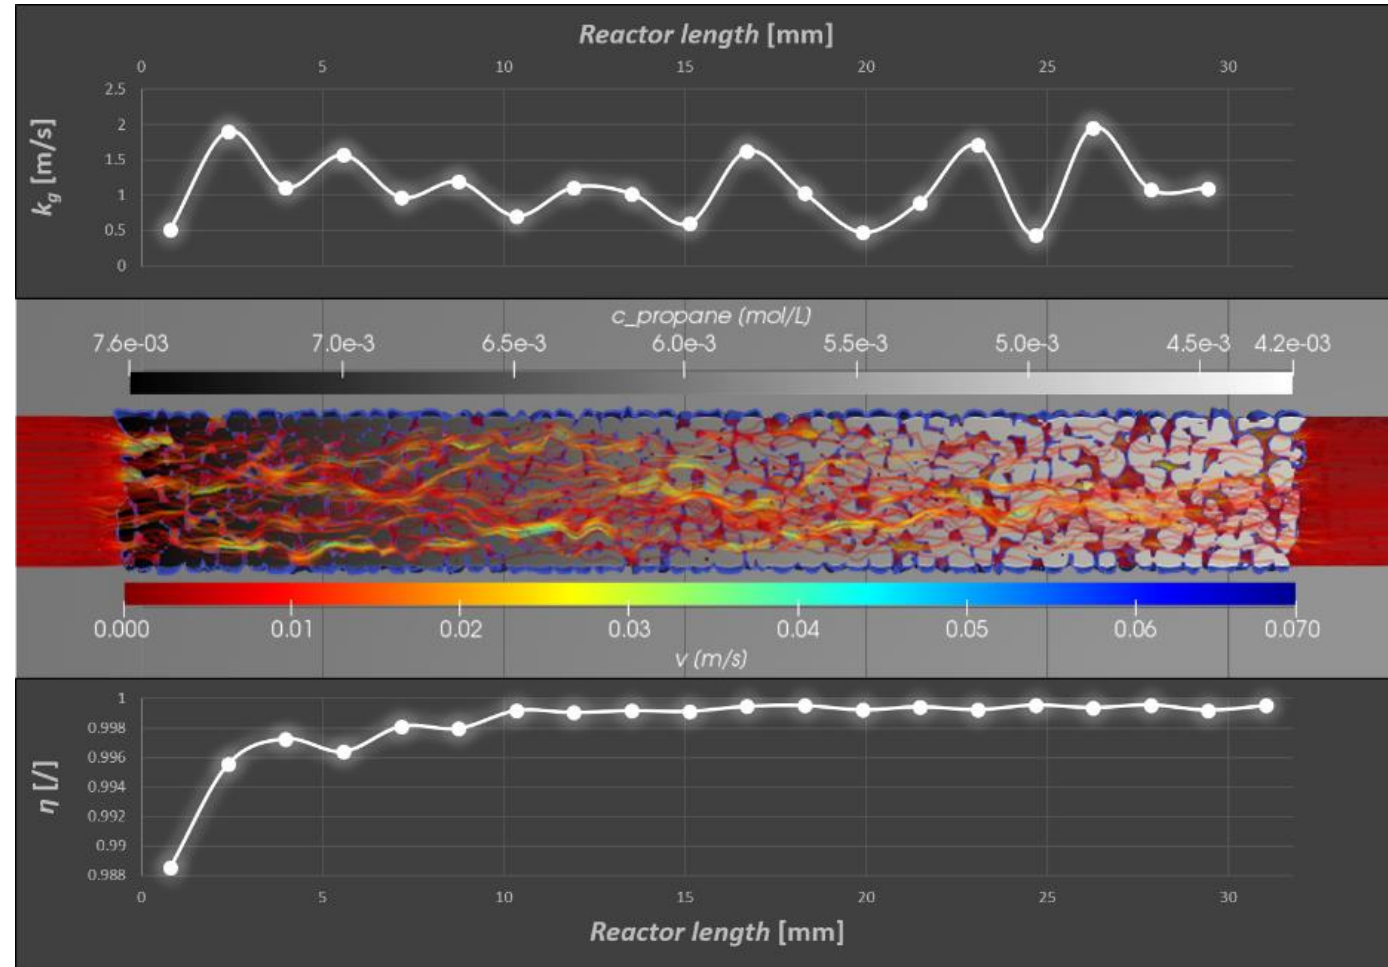 Reactor length [mm]
0 5 10 15 20 25 30
2.5
2
1.5
1
0.5
0
k_g [m/s]
c_propane (mol/L)
7.6e-03 7.0e-3 6.5e-3 6.0e-3 5.5e-3 5.0e-3 4.5e-3 4.2e-03
0.000 0.01 0.02 0.03 0.04 0.05 0.06 0.070
v (m/s)
1
0.998
0.996
0.994
0.992
0.99
0.988
η [/]
0 5 10 15 20 25 30
Reactor length [mm]